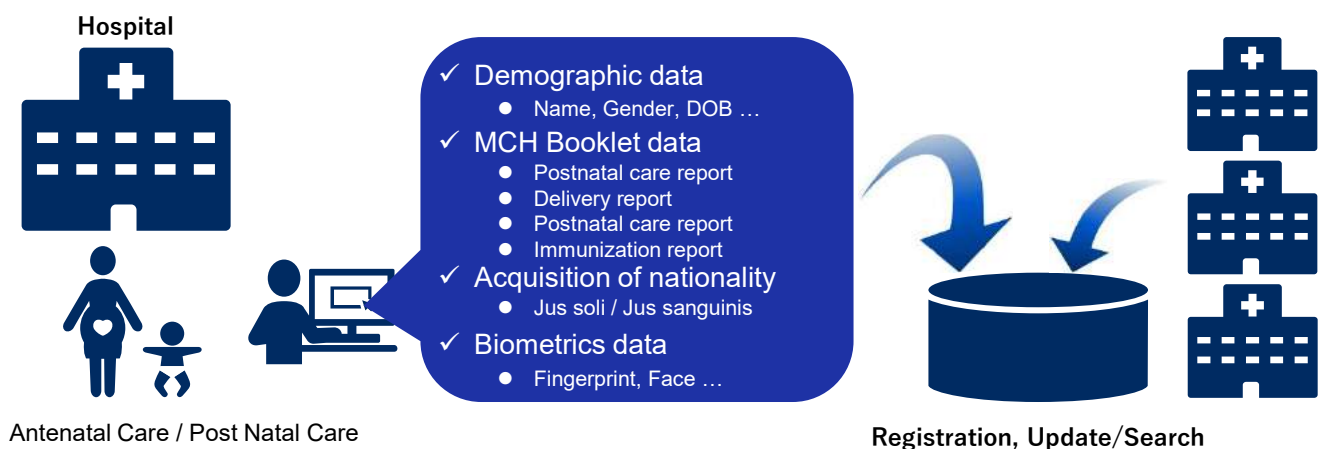 Hospital
✓ Demographic data
● Name, Gender, DOB …
✓ MCH Booklet data
● Postnatal care report
● Delivery report
● Postnatal care report
● Immunization report
✓ Acquisition of nationality
● Jus soli / Jus sanguinis
✓ Biometrics data
● Fingerprint, Face …
Antenatal Care / Post Natal Care
Registration, Update/Search